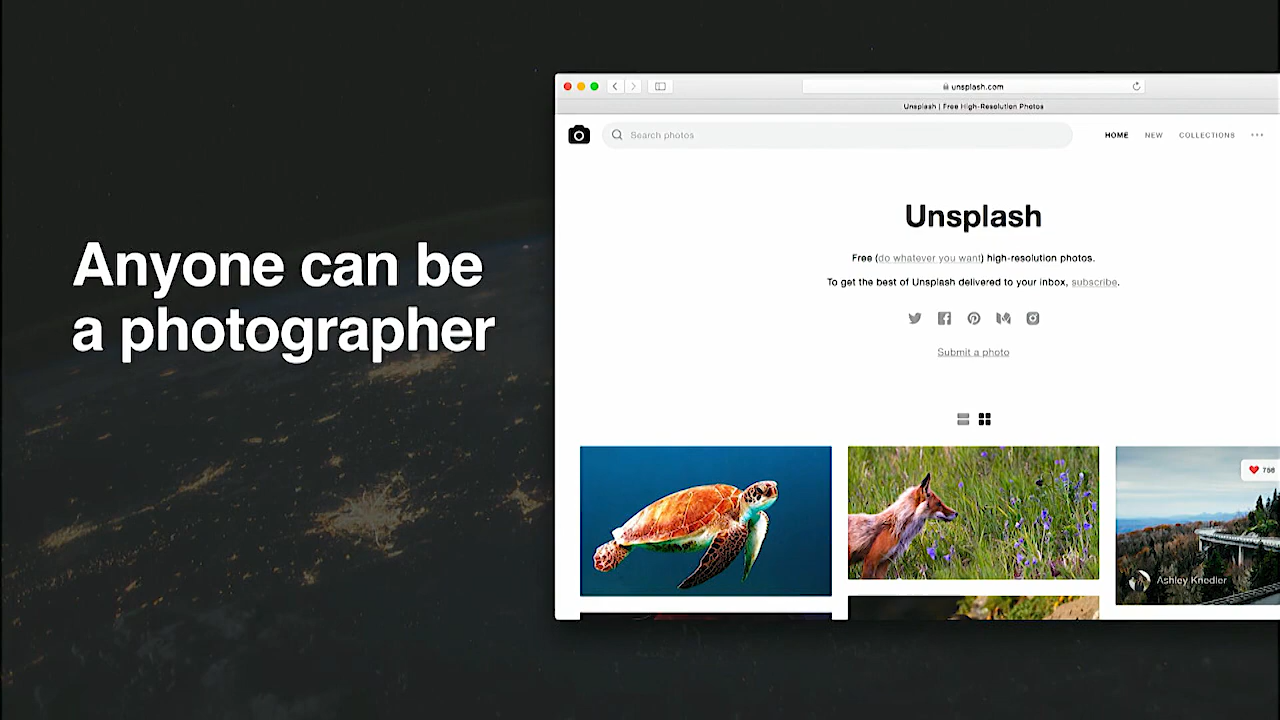 Anyone can be
a photographer
unsplash.com
Unsplash | Free High-Resolution Photos
Search photos
HOME
NEW
COLLECTIONS
Unsplash
Free (do whatever you want) high-resolution photos.
To get the best of Unsplash delivered to your inbox, subscribe.
Submit a photo
756
Ashley Knedler